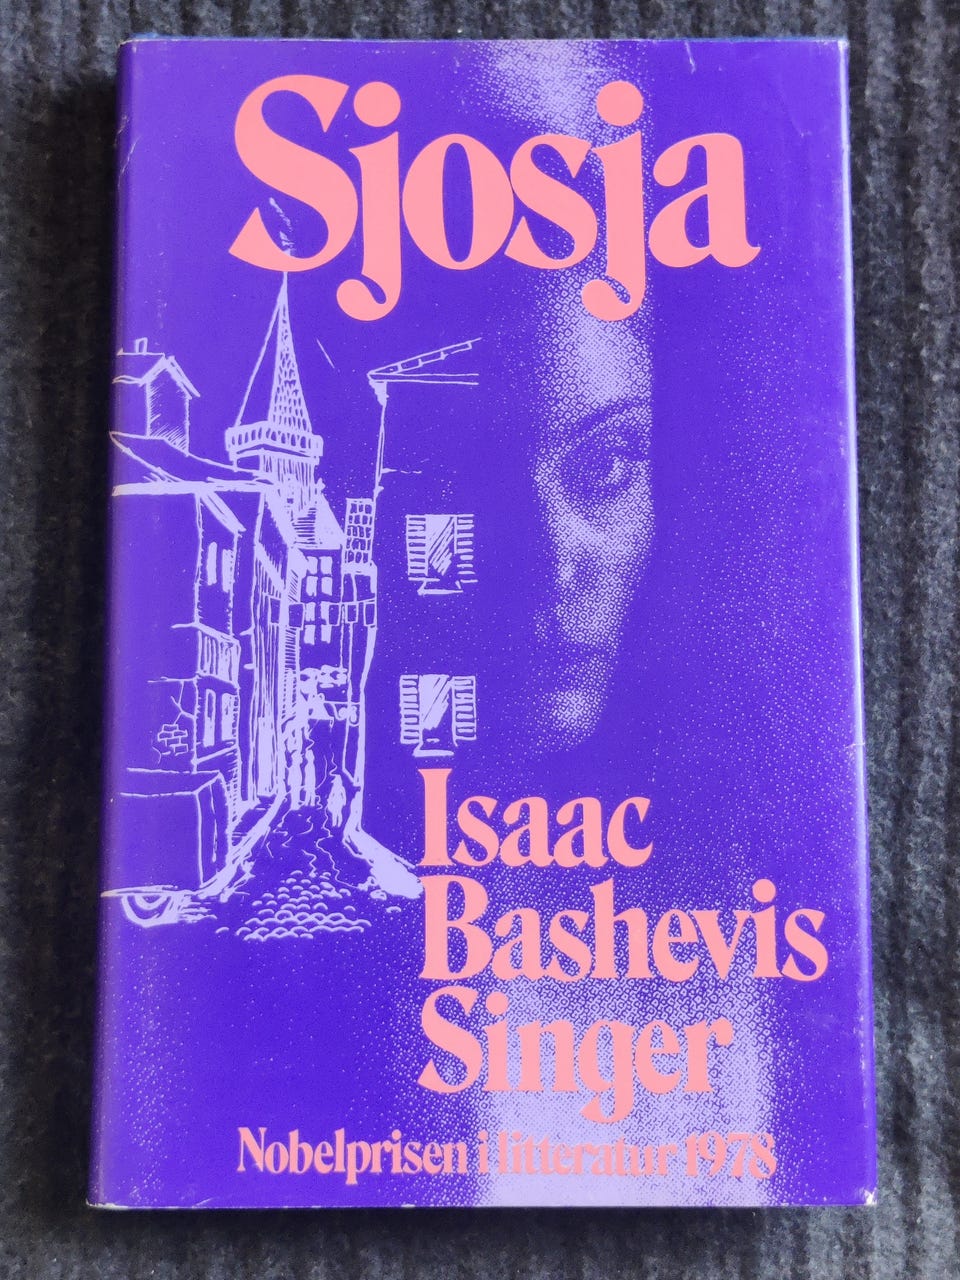 Sjosja
Isaac
Bashevis
Singer
Nobelprisen i litteratur 1978